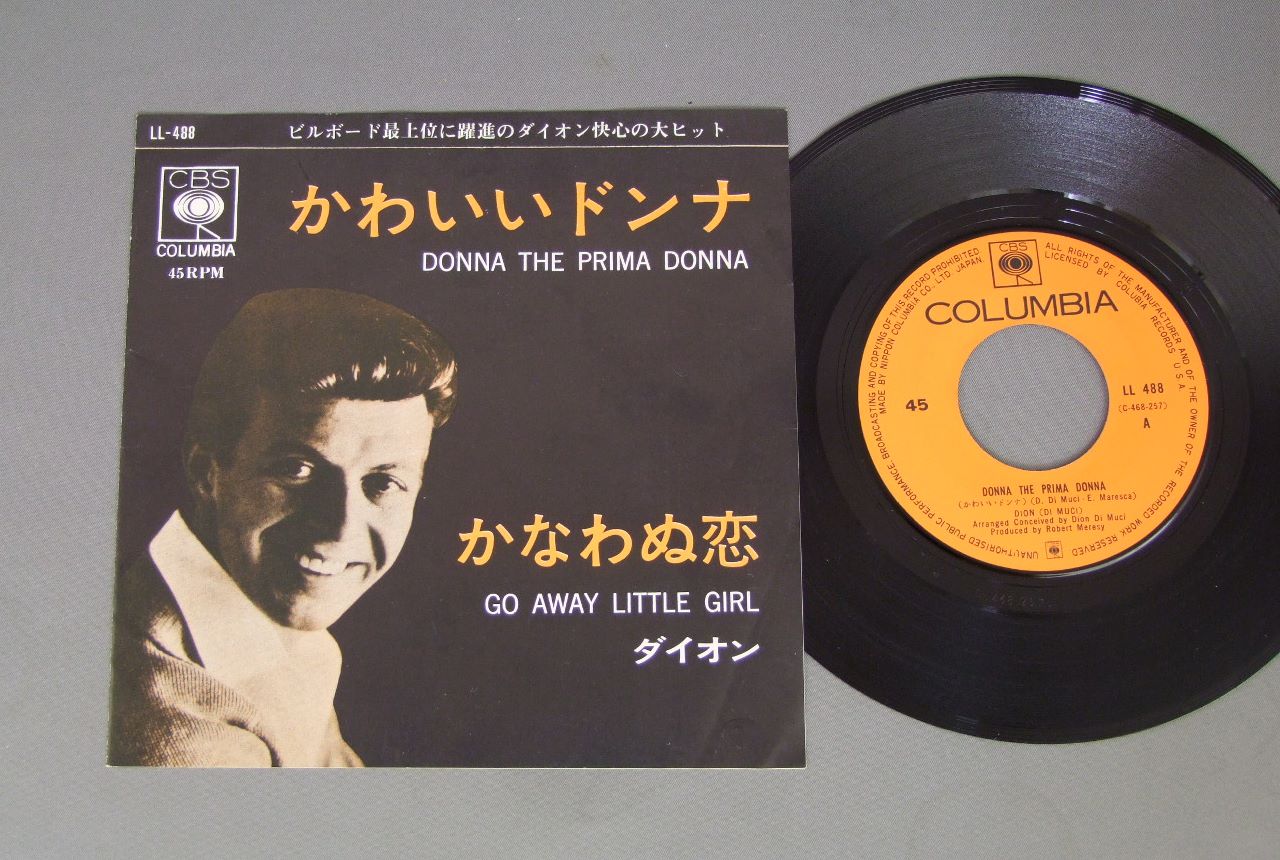 LL-488
ビルボード最上位に躍進のダイオン快心の大ヒット
CBS
COLUMBIA
45 RPM
かわいいドンナ
DONNA THE PRIMA DONNA
かなわぬ恋
GO AWAY LITTLE GIRL
ダイオン
UNAUTHORISED PUBLIC PERFORMANCE, BROADCASTING AND COPYING OF THIS RECORD PROHIBITED
ALL RIGHTS OF THE MANUFACTURER AND OF THE OWNER OF THE RECORDED WORK RESERVED
MADE BY NIPPON COLUMBIA CO., LTD. JAPAN.
LICENSED BY COLUBIA RECORDS U S A
CBS
COLUMBIA
45
LL 488
(C-468-257)
A
DONNA THE PRIMA DONNA
(かわいいドンナ) (D. Di Muci - E. Maresca)
DION (DI MUCI)
Arranged Conceived by Dion Di Muci
Produced by Robert Meresy